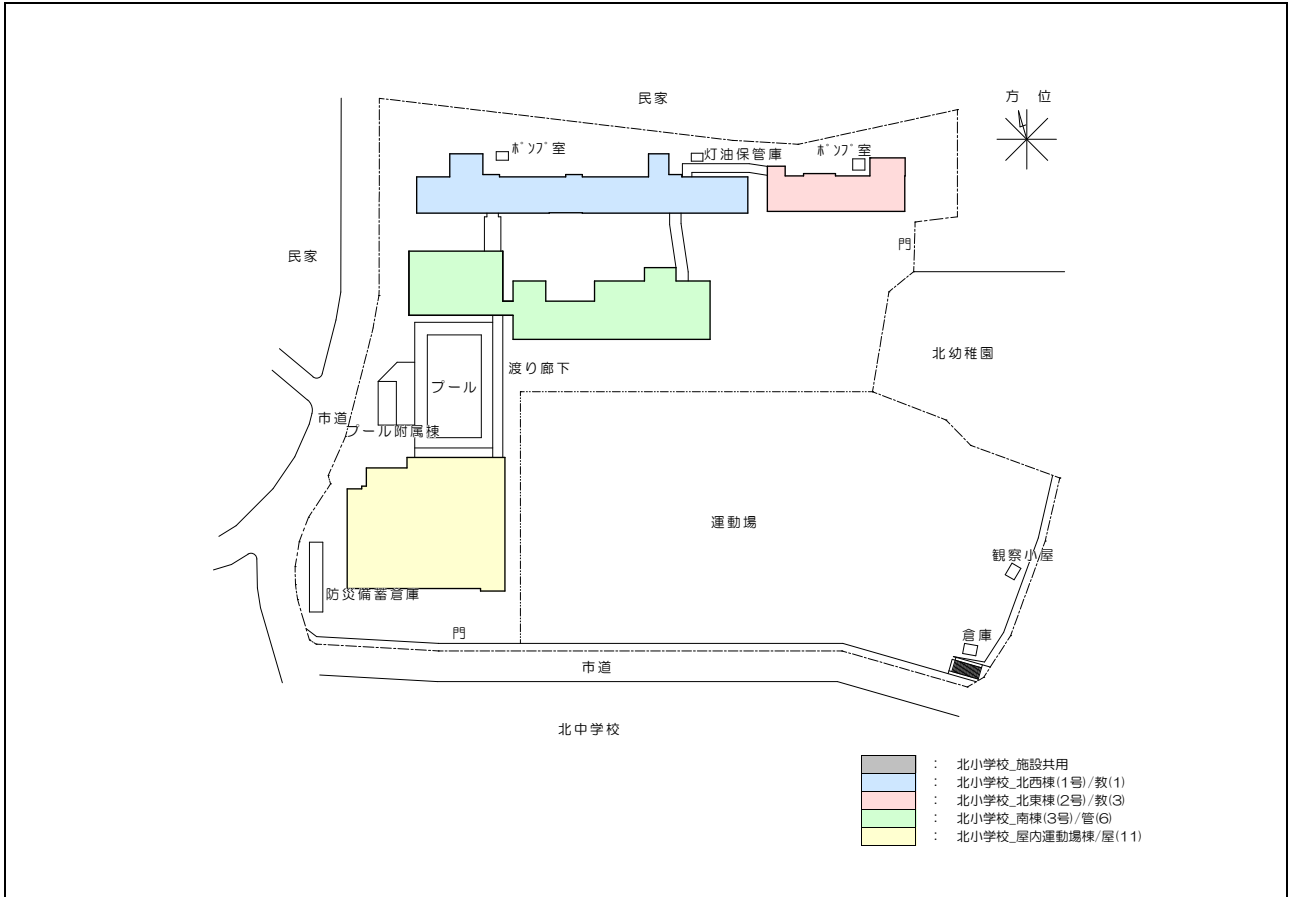 民家
方 位
ポンプ室
灯油保管庫
ポンプ室
門
民家
北幼稚園
渡り廊下
プール
市道
プール附属棟
運動場
観察小屋
防災備蓄倉庫
門
倉庫
市道
北中学校
： 北小学校_施設共用
： 北小学校_北西棟(1号)/教(1)
： 北小学校_北東棟(2号)/教(3)
： 北小学校_南棟(3号)/管(6)
： 北小学校_屋内運動場棟/屋(11)